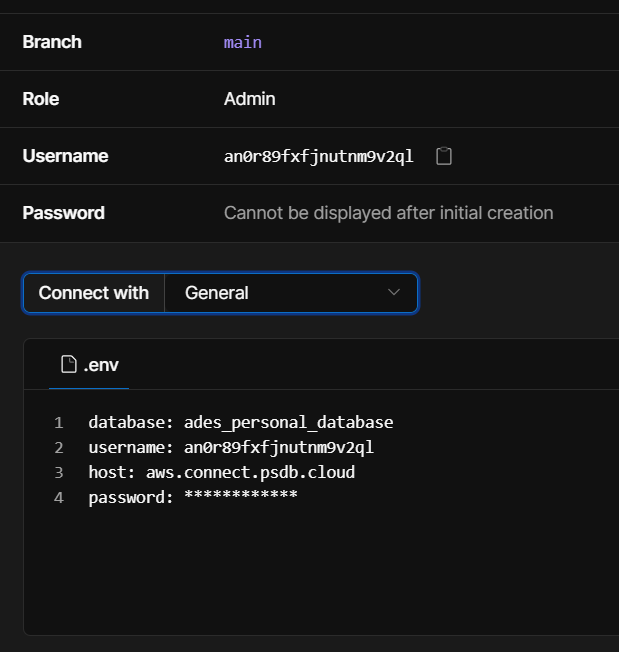 Branch main
Role Admin
Username an0r89fxfjnutnm9v2ql
Password Cannot be displayed after initial creation
Connect with General
.env
1 database: ades_personal_database
2 username: an0r89fxfjnutnm9v2ql
3 host: aws.connect.psdb.cloud
4 password: ************